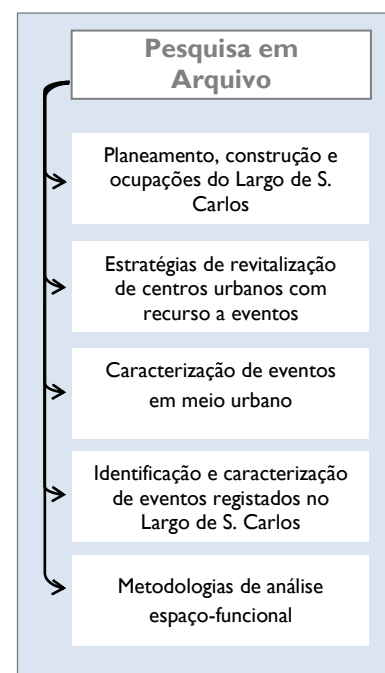 Pesquisa em
Arquivo
Planeamento, construção e
ocupações do Largo de S.
Carlos
Estratégias de revitalização
de centros urbanos com
recurso a eventos
Caracterização de eventos
em meio urbano
Identificação e caracterização
de eventos registados no
Largo de S. Carlos
Metodologias de análise
espaço-funcional